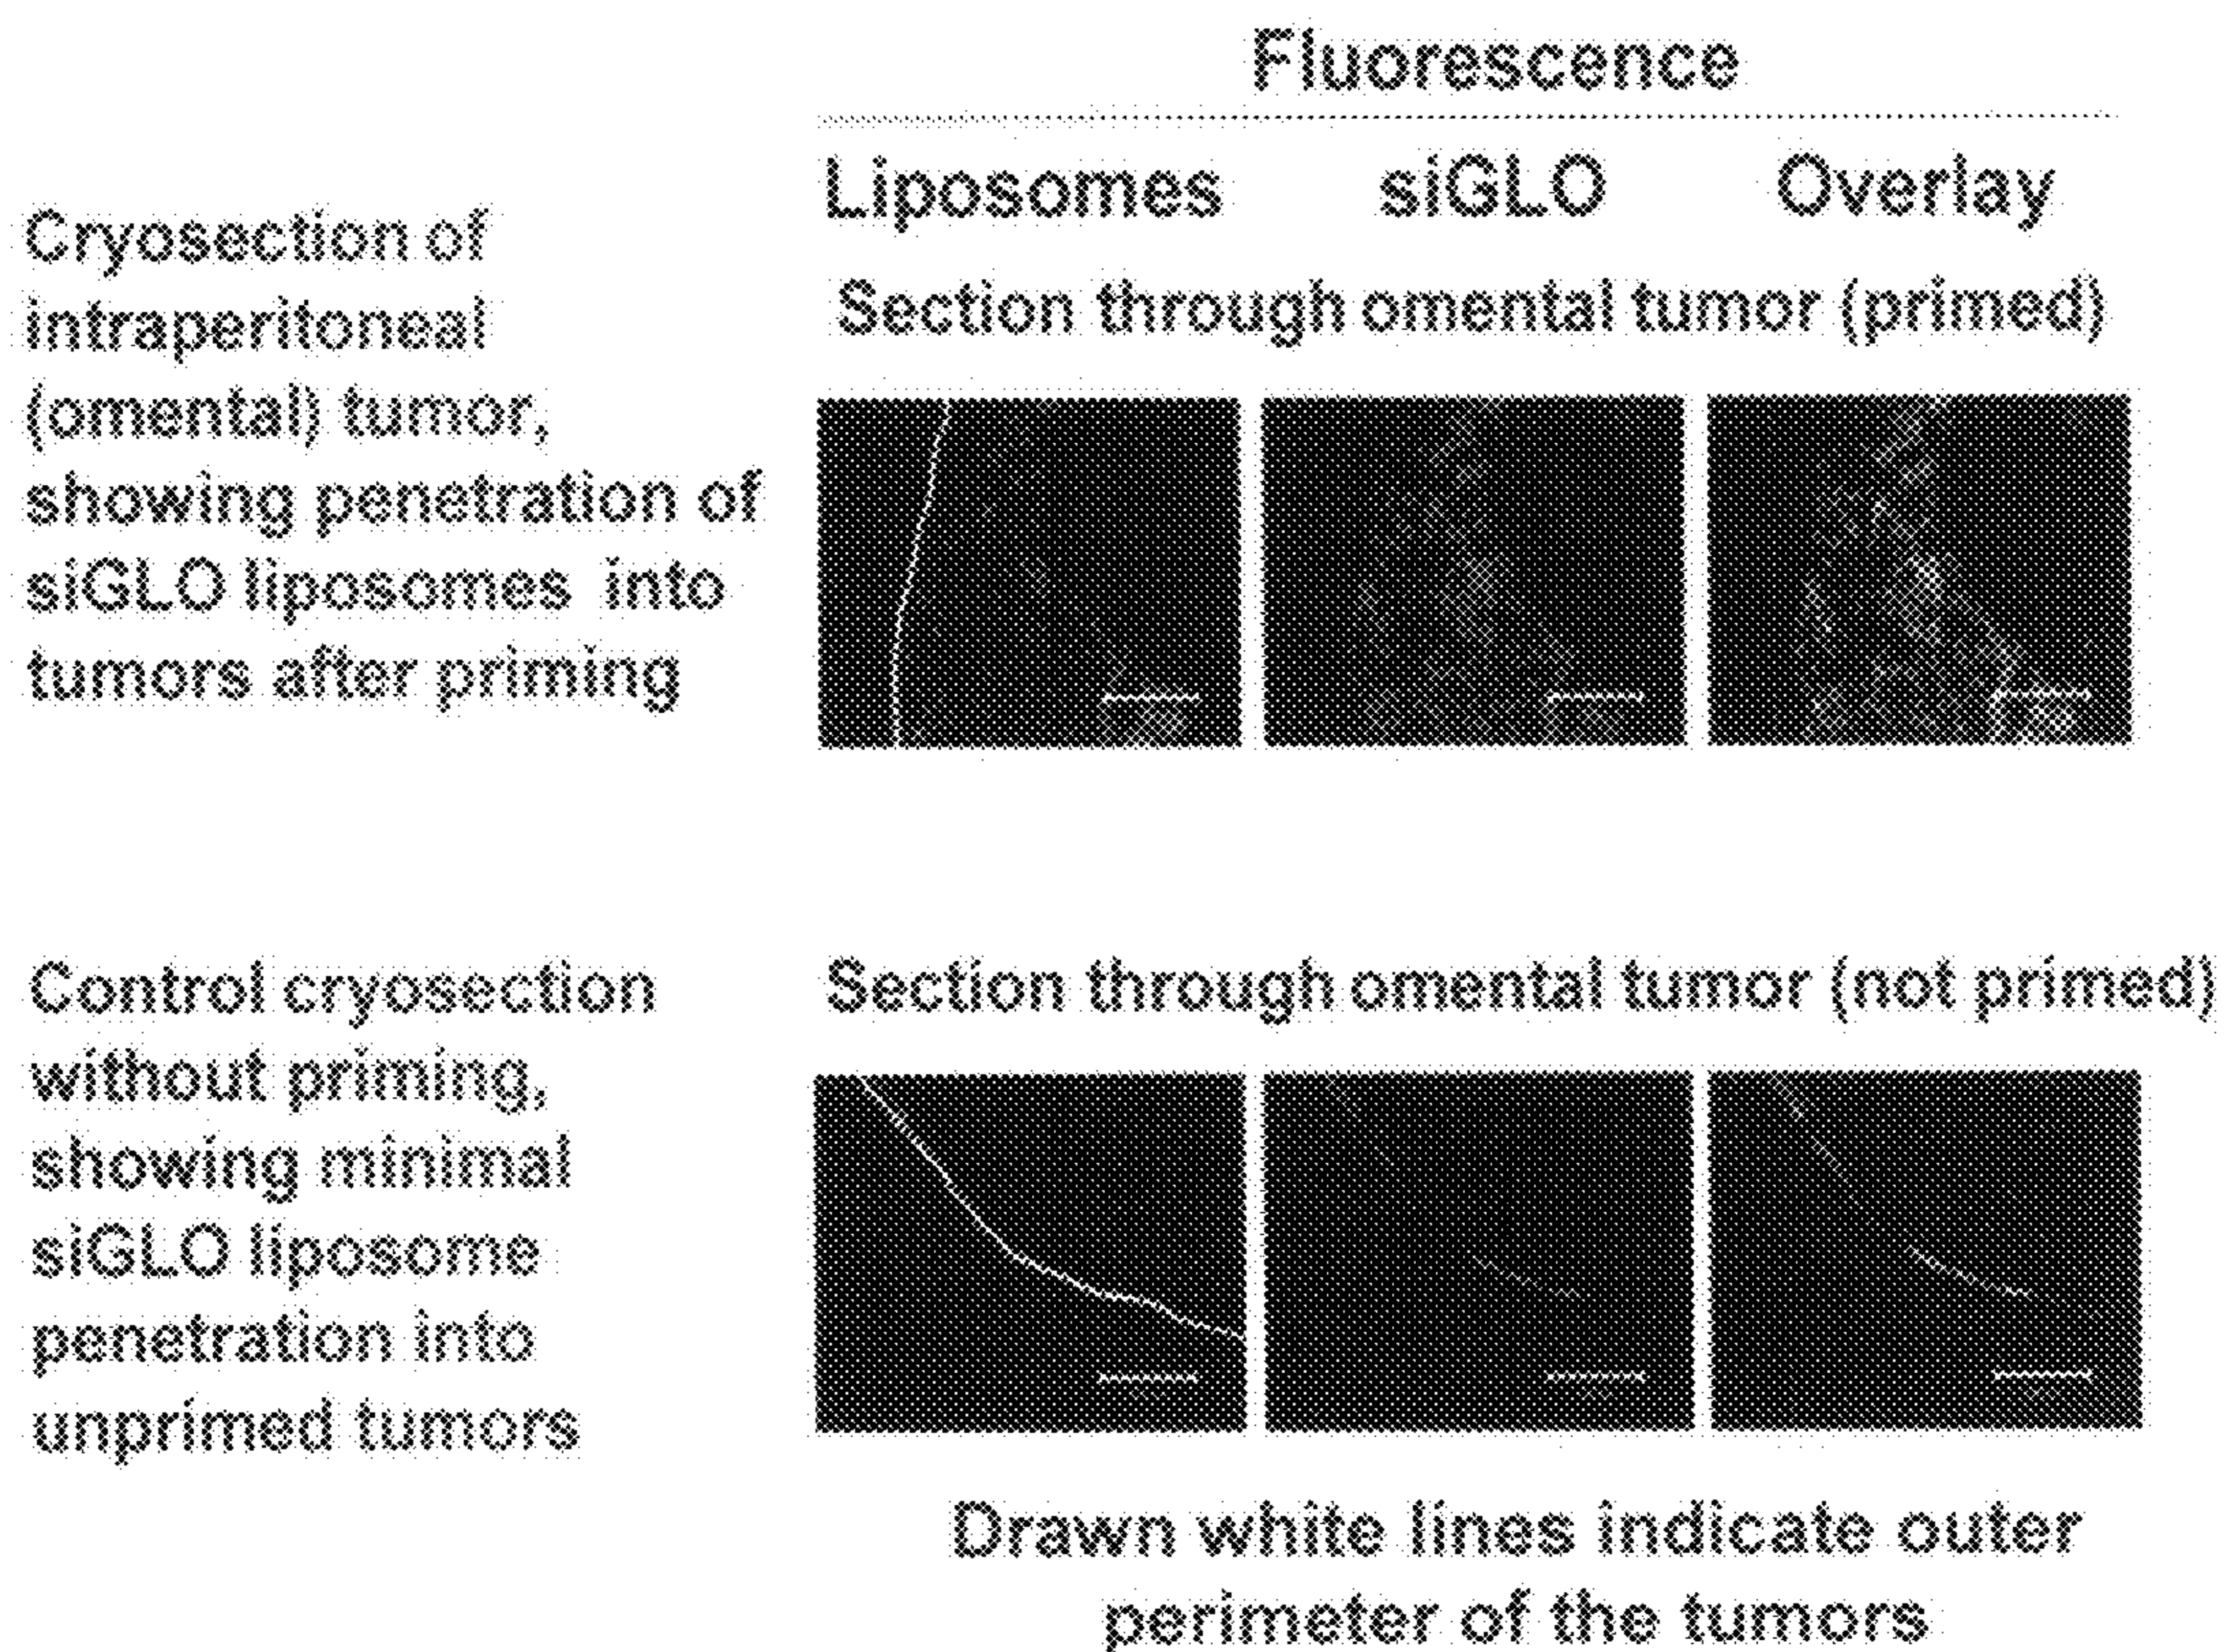 Fluorescence
Liposomes siGLO Overlay
Cryosection of
intraperitoneal
(omental) tumor,
showing penetration of
siGLO liposomes into
tumors after priming
Section through omental tumor (primed)
Control cryosection
without priming,
showing minimal
siGLO liposome
penetration into
unprimed tumors
Section through omental tumor (not primed)
Drawn white lines indicate outer
perimeter of the tumors